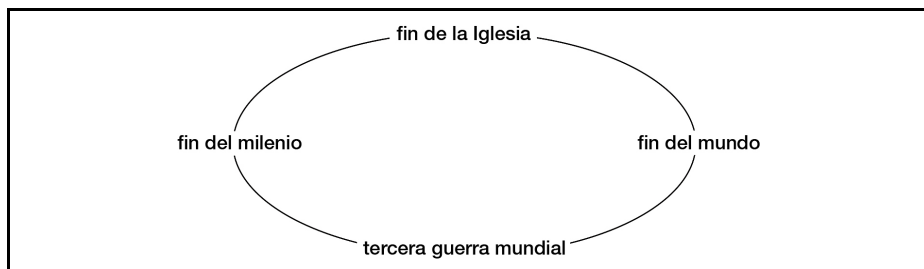 fin de la Iglesia
fin del milenio
fin del mundo
tercera guerra mundial